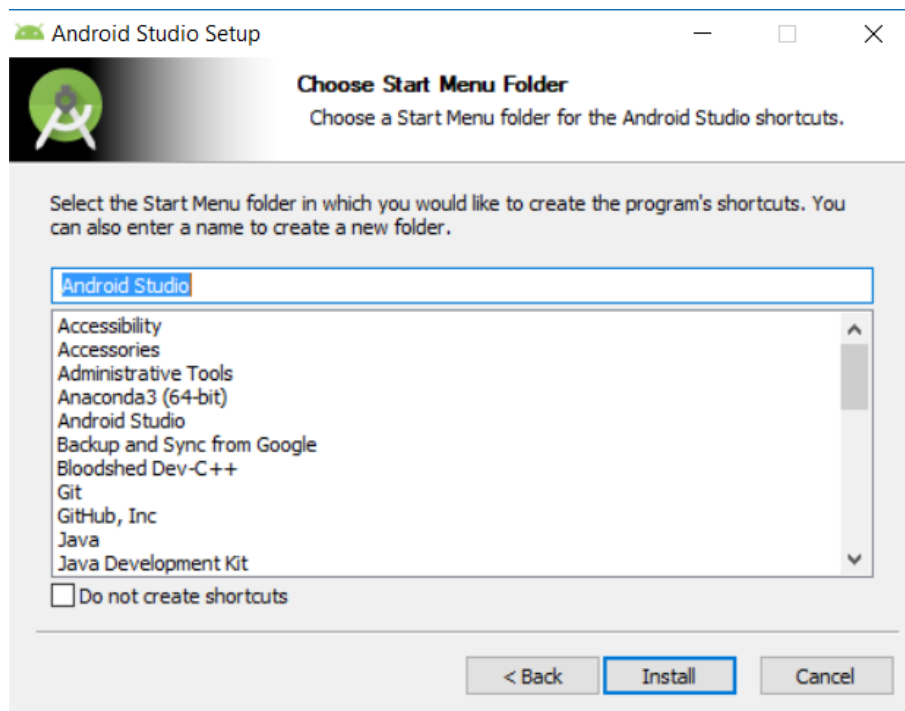 Android Studio Setup
Choose Start Menu Folder
Choose a Start Menu folder for the Android Studio shortcuts.
Select the Start Menu folder in which you would like to create the program's shortcuts. You
can also enter a name to create a new folder.
Android Studio
Accessibility
Accessories
Administrative Tools
Anaconda3 (64-bit)
Android Studio
Backup and Sync from Google
Bloodshed Dev-C++
Git
GitHub, Inc
Java
Java Development Kit
Do not create shortcuts
< Back Install Cancel